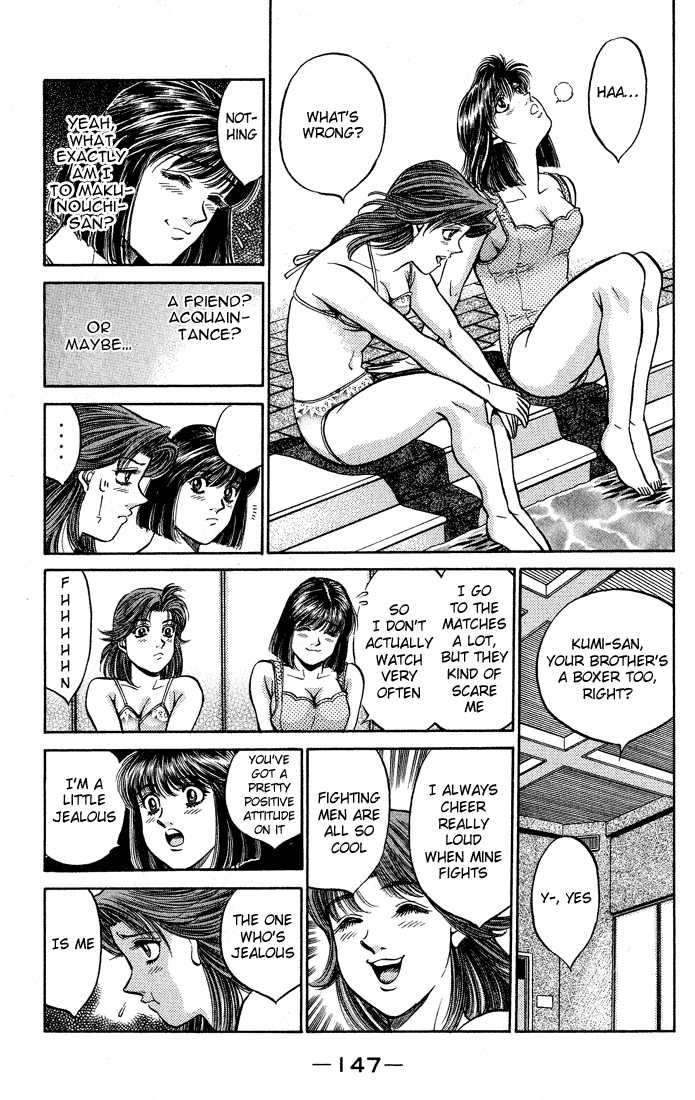 HAA...
WHAT'S
WRONG?
NOT-
HING
YEAH,
WHAT
EXACTLY
AM I
TO MAKU-
NOUCHI-
SAN?
A FRIEND?
ACQUAIN-
TANCE?
OR
MAYBE...
....
KUMI-SAN,
YOUR BROTHER'S
A BOXER TOO,
RIGHT?
Y-, YES
I GO
TO THE
MATCHES
A LOT,
BUT THEY
KIND OF
SCARE
ME
SO
I DON'T
ACTUALLY
WATCH
VERY
OFTEN
F
H
H
H
H
H
N
I ALWAYS
CHEER
REALLY
LOUD
WHEN MINE
FIGHTS
FIGHTING
MEN ARE
ALL SO
COOL
YOU'VE
GOT A
PRETTY
POSITIVE
ATTITUDE
ON IT
I'M A
LITTLE
JEALOUS
THE ONE
WHO'S
JEALOUS
IS ME
—147—